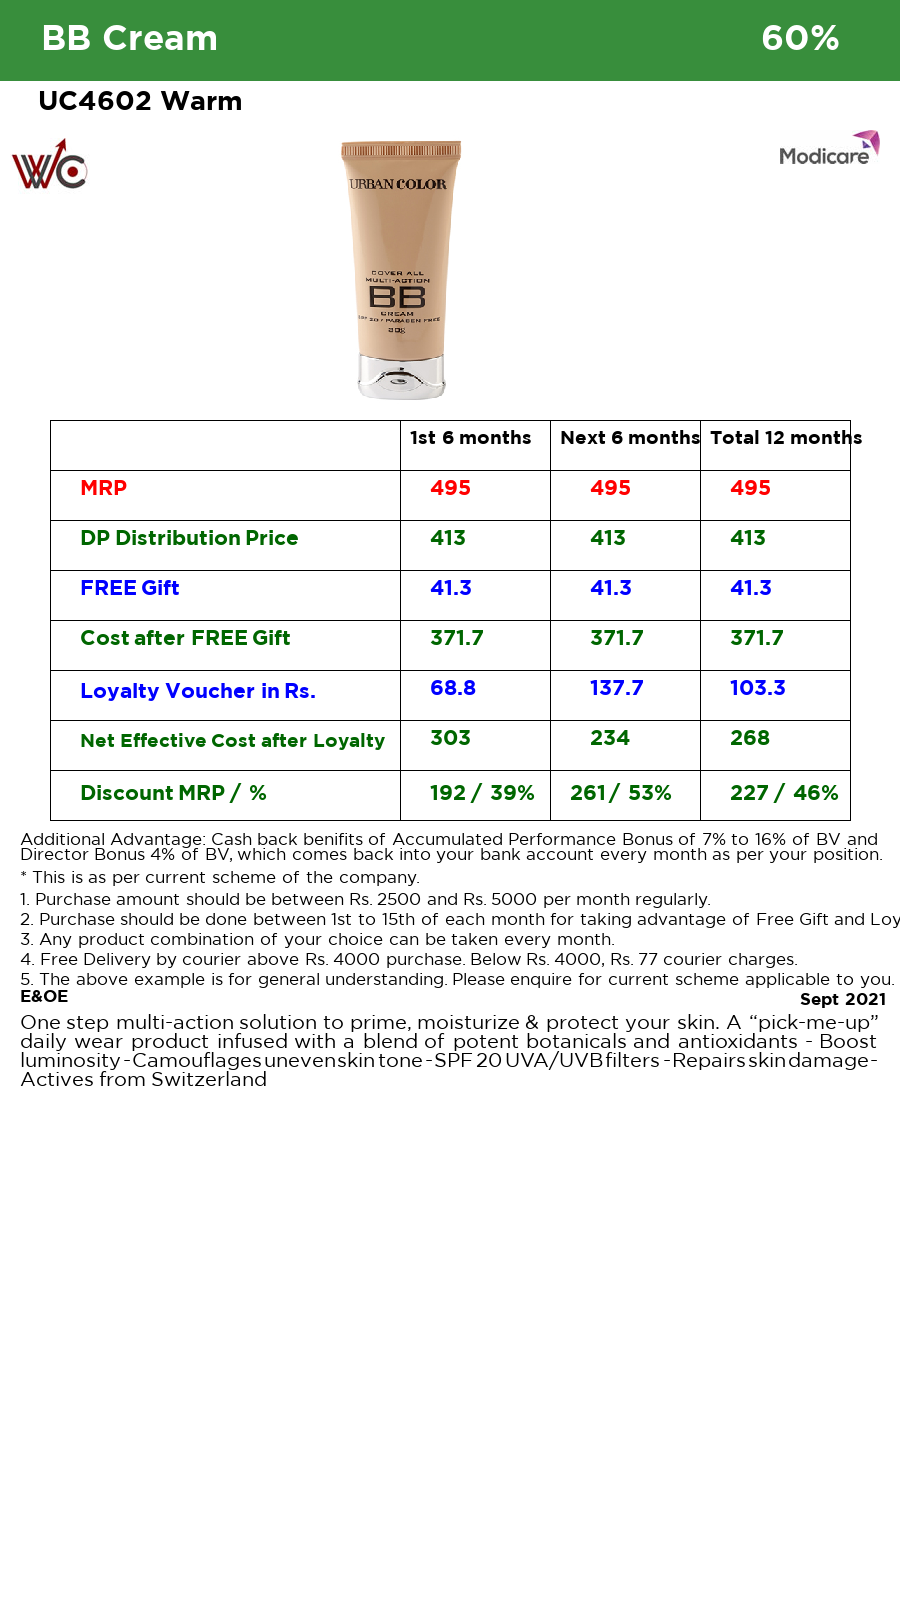 BB Cream 60%
UC4602 Warm
WC
Modicare
URBAN COLOR
COVER ALL
MULTI-ACTION
BB
CREAM
SPF 20 • PARABEN FREE
30g
1st 6 months Next 6 months Total 12 months
MRP 495 495 495
DP Distribution Price 413 413 413
FREE Gift 41.3 41.3 41.3
Cost after FREE Gift 371.7 371.7 371.7
Loyalty Voucher in Rs. 68.8 137.7 103.3
Net Effective Cost after Loyalty 303 234 268
Discount MRP / % 192 / 39% 261 / 53% 227 / 46%
Additional Advantage: Cash back benifits of Accumulated Performance Bonus of 7% to 16% of BV and
Director Bonus 4% of BV, which comes back into your bank account every month as per your position.
* This is as per current scheme of the company.
1. Purchase amount should be between Rs. 2500 and Rs. 5000 per month regularly.
2. Purchase should be done between 1st to 15th of each month for taking advantage of Free Gift and Loy
3. Any product combination of your choice can be taken every month.
4. Free Delivery by courier above Rs. 4000 purchase. Below Rs. 4000, Rs. 77 courier charges.
5. The above example is for general understanding. Please enquire for current scheme applicable to you.
E&OE Sept 2021
One step multi-action solution to prime, moisturize & protect your skin. A “pick-me-up”
daily wear product infused with a blend of potent botanicals and antioxidants - Boost
luminosity - Camouflages uneven skin tone - SPF 20 UVA/UVB filters - Repairs skin damage -
Actives from Switzerland